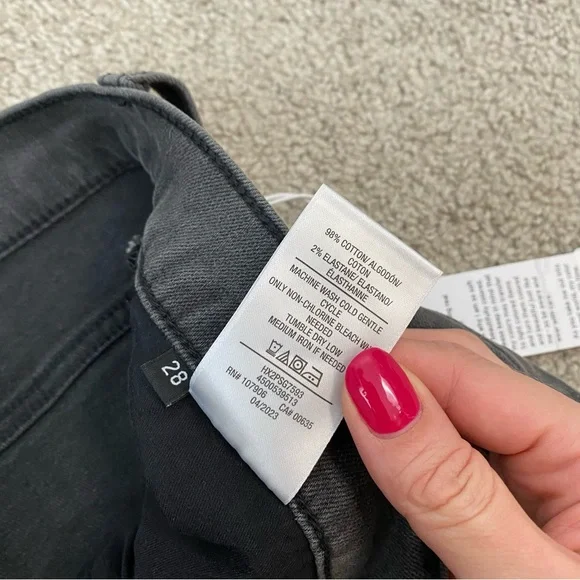 98% COTTON/ ALGODÓN/
COTON
2% ELASTANE/ ELASTANO/
ÉLASTHANNE
MACHINE WASH COLD GENTLE
CYCLE
ONLY NON-CHLORINE BLEACH W
NEEDED
TUMBLE DRY LOW
MEDIUM IRON IF NEEDED
HX2PSG7593
4500539513
RN# 107906 CA# 00635
04/2023
28